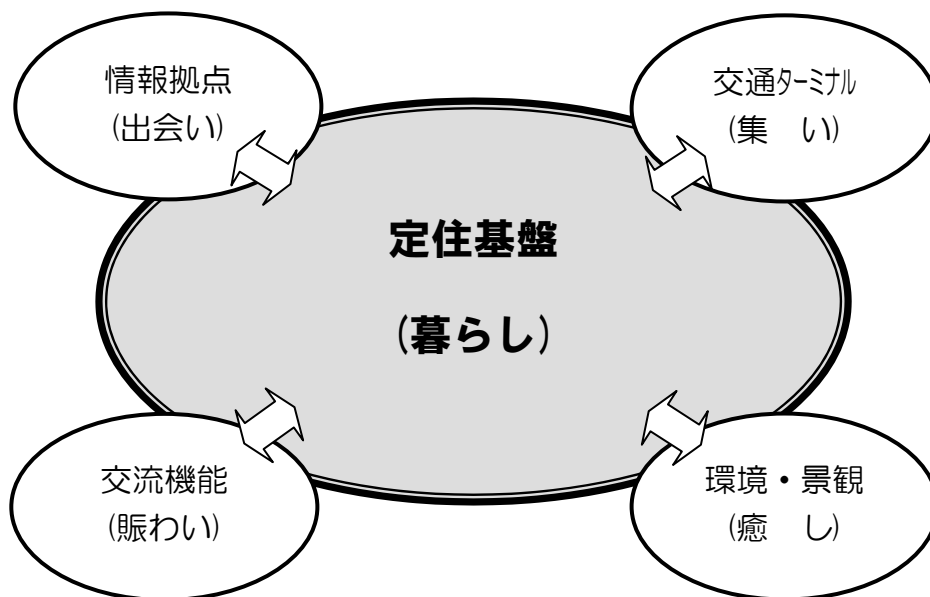 情報拠点
(出会い)
交通ﾀｰﾐﾅﾙ
(集　い)
定住基盤
(暮らし)
交流機能
(賑わい)
環境・景観
(癒　し)